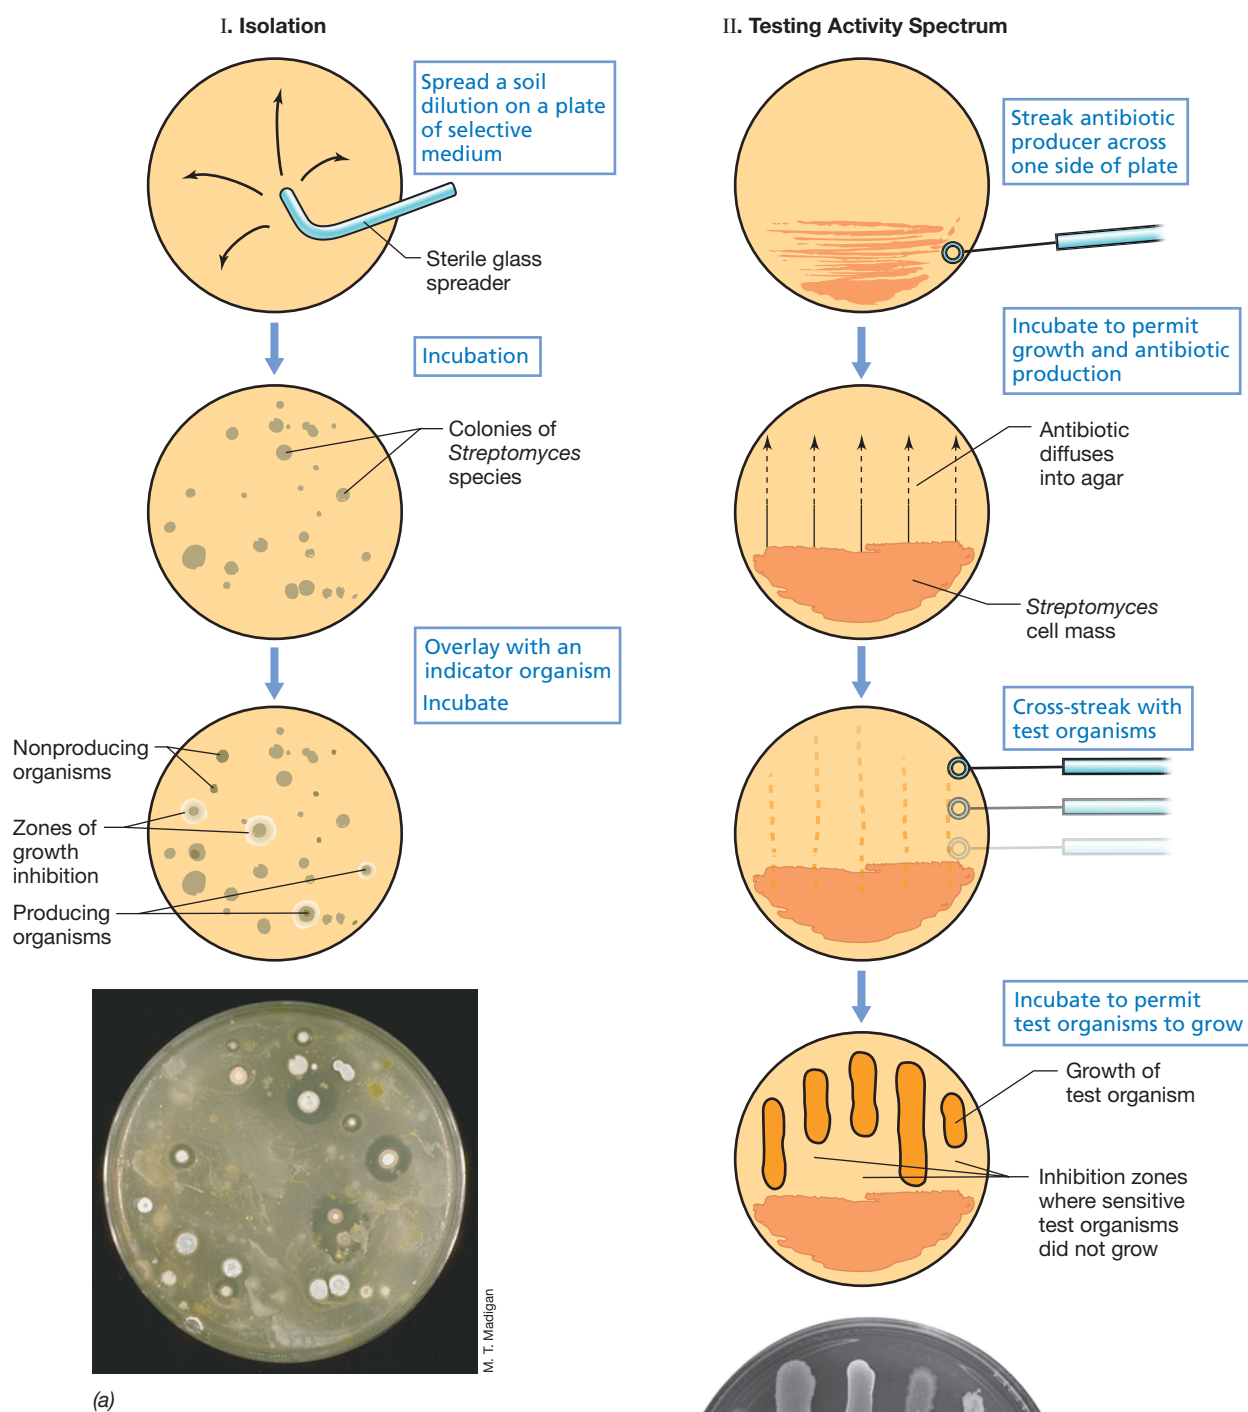 I. Isolation
Spread a soil
dilution on a plate
of selective
medium
Sterile glass
spreader
Incubation
Colonies of
Streptomyces
species
Overlay with an
indicator organism
Incubate
Nonproducing
organisms
Zones of
growth
inhibition
Producing
organisms
M. T. Madigan
(a)
II. Testing Activity Spectrum
Streak antibiotic
producer across
one side of plate
Incubate to permit
growth and antibiotic
production
Antibiotic
diffuses
into agar
Streptomyces
cell mass
Cross-streak with
test organisms
Incubate to permit
test organisms to grow
Growth of
test organism
Inhibition zones
where sensitive
test organisms
did not grow